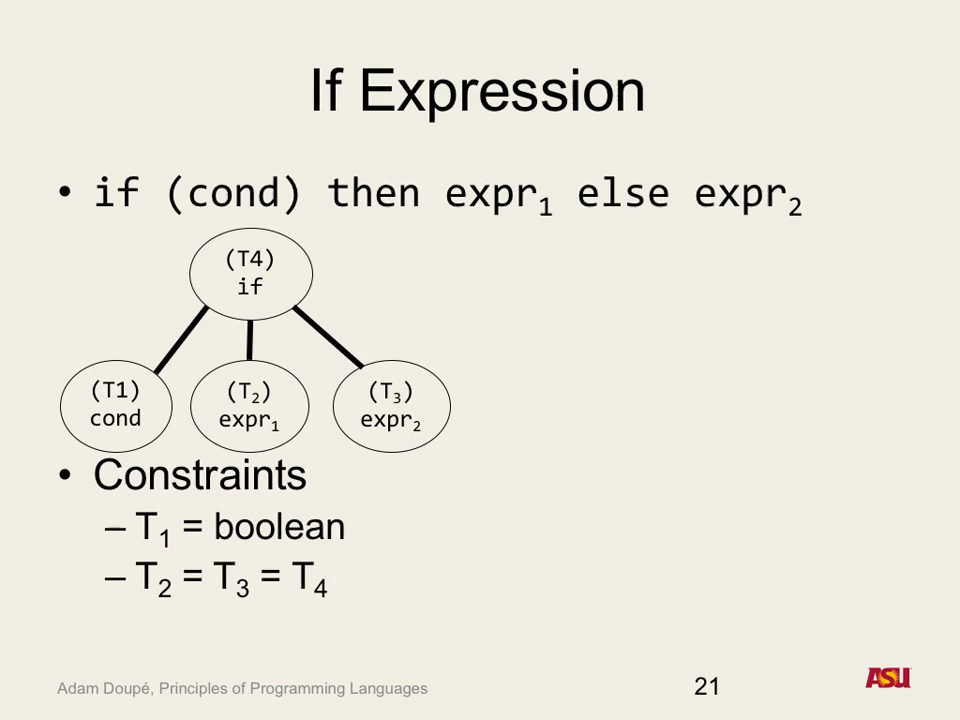 If Expression
• if (cond) then expr₁ else expr₂
(T4)
if
(T1)
cond
(T₂)
expr₁
(T₃)
expr₂
• Constraints
– T₁ = boolean
– T₂ = T₃ = T₄
Adam Doupé, Principles of Programming Languages
21
ASU